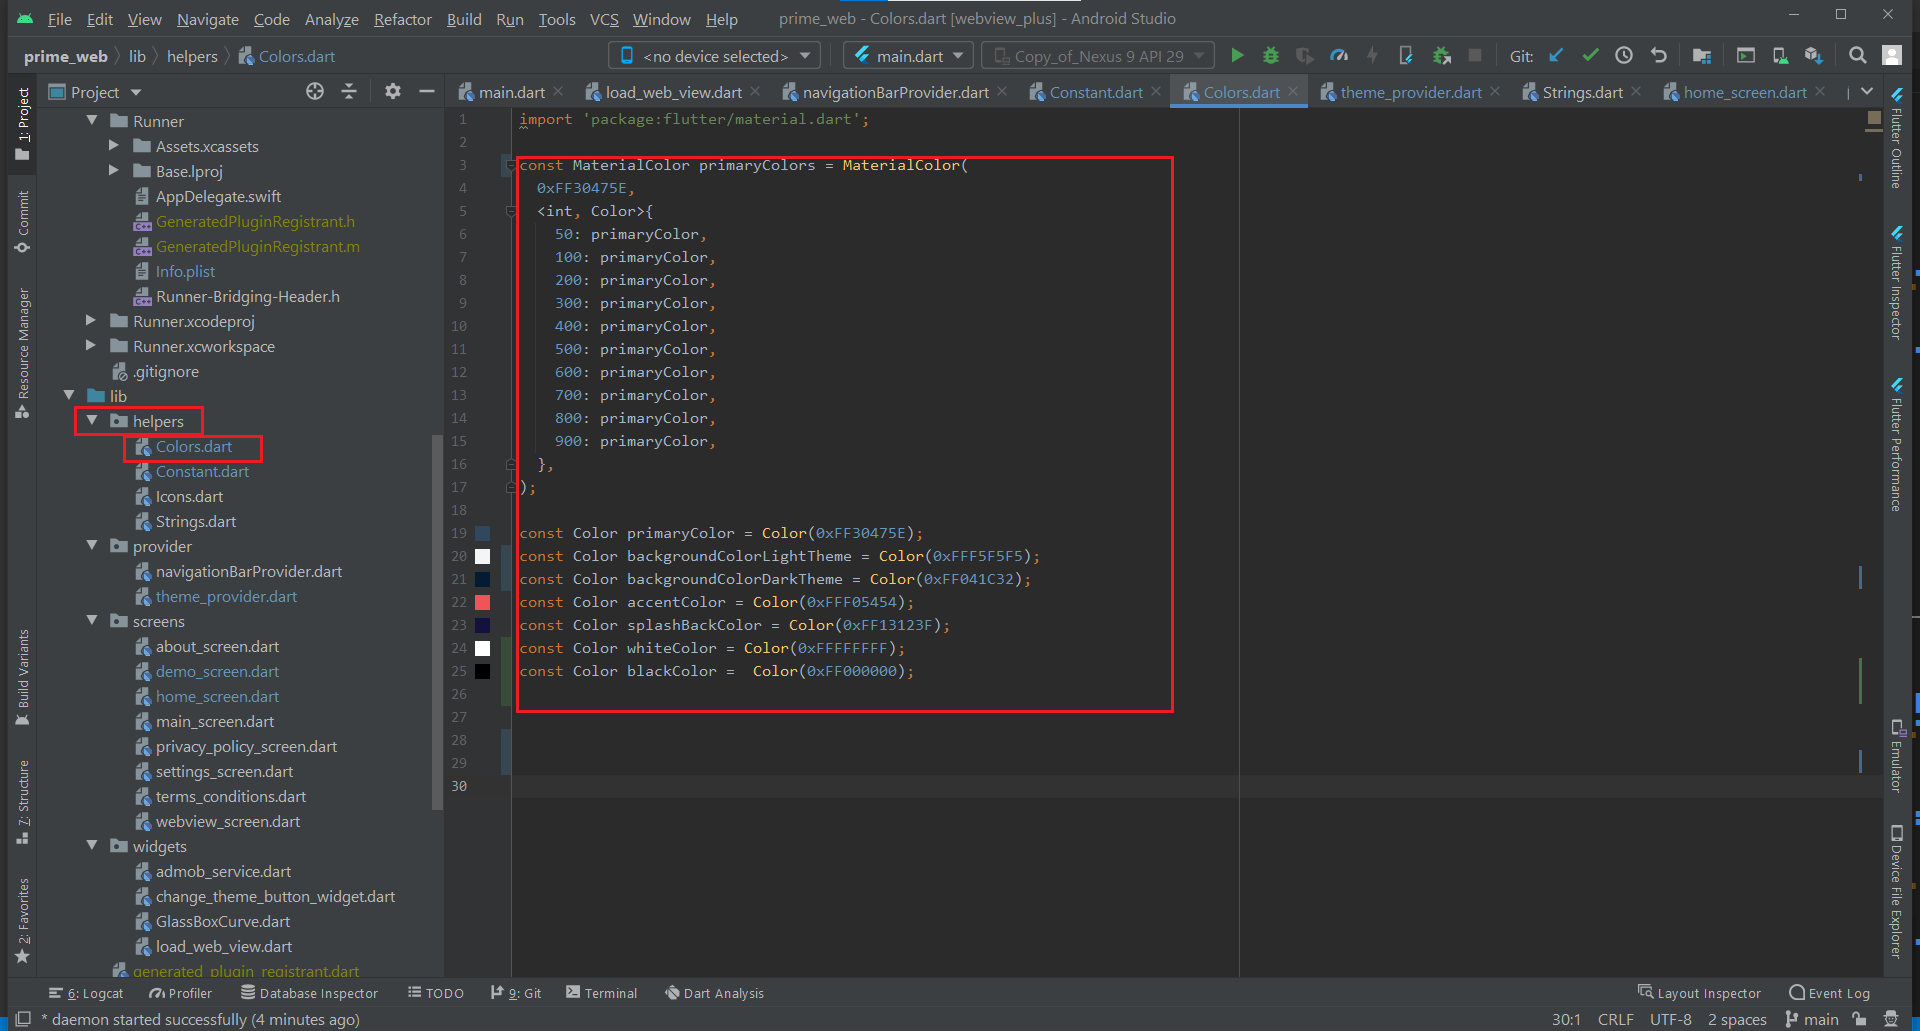 File Edit View Navigate Code Analyze Refactor Build Run Tools VCS Window Help prime_web - Colors.dart [webview_plus] - Android Studio
prime_web lib helpers Colors.dart <no device selected> main.dart Copy_of_Nexus 9 API 29 Git:
Project main.dart load_web_view.dart navigationBarProvider.dart Constant.dart Colors.dart theme_provider.dart Strings.dart home_screen.dart
1: Project
Commit
Resource Manager
Build Variants
7: Structure
2: Favorites
Runner
Assets.xcassets
Base.lproj
AppDelegate.swift
GeneratedPluginRegistrant.h
GeneratedPluginRegistrant.m
Info.plist
Runner-Bridging-Header.h
Runner.xcodeproj
Runner.xcworkspace
.gitignore
lib
helpers
Colors.dart
Constant.dart
Icons.dart
Strings.dart
provider
navigationBarProvider.dart
theme_provider.dart
screens
about_screen.dart
demo_screen.dart
home_screen.dart
main_screen.dart
privacy_policy_screen.dart
settings_screen.dart
terms_conditions.dart
webview_screen.dart
widgets
admob_service.dart
change_theme_button_widget.dart
GlassBoxCurve.dart
load_web_view.dart
generated_plugin_registrant.dart
1 import 'package:flutter/material.dart';
2
3 const MaterialColor primaryColors = MaterialColor(
4 0xFF30475E,
5 <int, Color>{
6 50: primaryColor,
7 100: primaryColor,
8 200: primaryColor,
9 300: primaryColor,
10 400: primaryColor,
11 500: primaryColor,
12 600: primaryColor,
13 700: primaryColor,
14 800: primaryColor,
15 900: primaryColor,
16 },
17 );
18
19 const Color primaryColor = Color(0xFF30475E);
20 const Color backgroundColorLightTheme = Color(0xFFF5F5F5);
21 const Color backgroundColorDarkTheme = Color(0xFF041C32);
22 const Color accentColor = Color(0xFFF05454);
23 const Color splashBackColor = Color(0xFF13123F);
24 const Color whiteColor = Color(0xFFFFFFFF);
25 const Color blackColor =  Color(0xFF000000);
26
27
28
29
30
Flutter Outline
Flutter Inspector
Flutter Performance
Emulator
Device File Explorer
6: Logcat Profiler Database Inspector TODO 9: Git Terminal Dart Analysis Layout Inspector Event Log
* daemon started successfully (4 minutes ago) 30:1 CRLF UTF-8 2 spaces main